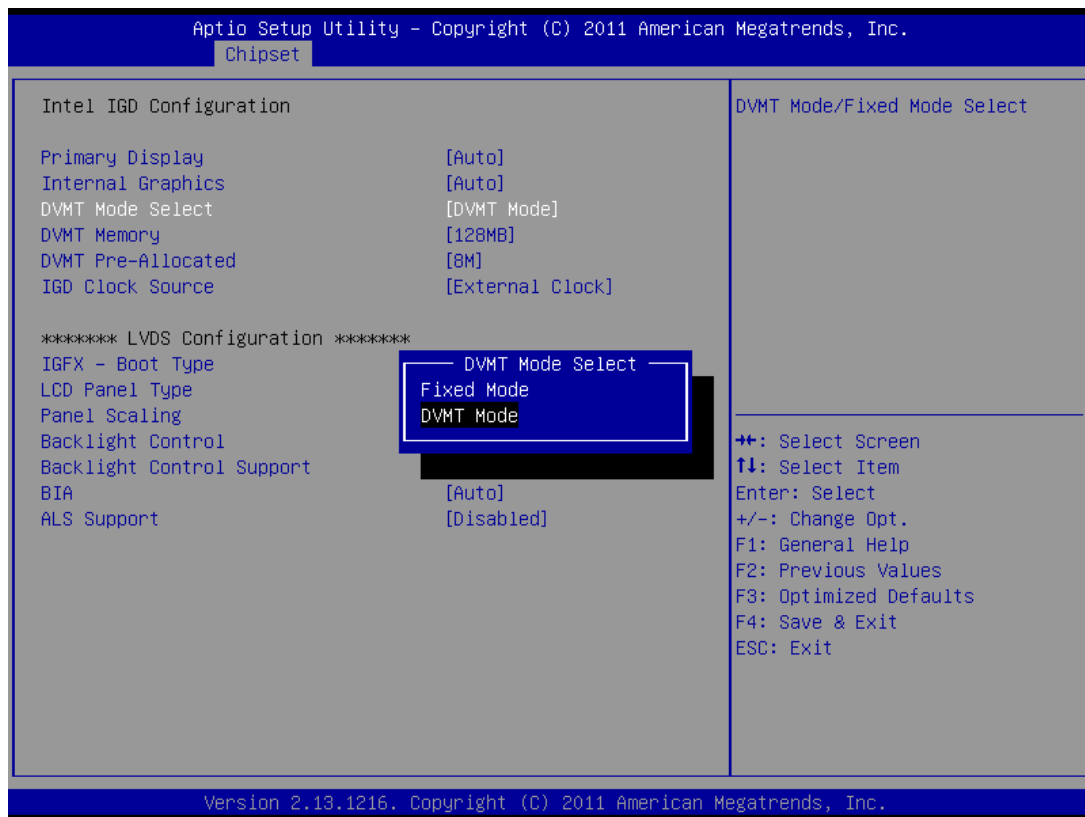 Aptio Setup Utility – Copyright (C) 2011 American Megatrends, Inc.
Chipset
Intel IGD Configuration
Primary Display [Auto]
Internal Graphics [Auto]
DVMT Mode Select [DVMT Mode]
DVMT Memory [128MB]
DVMT Pre-Allocated [8M]
IGD Clock Source [External Clock]
******* LVDS Configuration *******
IGFX – Boot Type
LCD Panel Type
Panel Scaling
Backlight Control
Backlight Control Support
BIA [Auto]
ALS Support [Disabled]
DVMT Mode Select
Fixed Mode
DVMT Mode
DVMT Mode/Fixed Mode Select
→←: Select Screen
↑↓: Select Item
Enter: Select
+/-: Change Opt.
F1: General Help
F2: Previous Values
F3: Optimized Defaults
F4: Save & Exit
ESC: Exit
Version 2.13.1216. Copyright (C) 2011 American Megatrends, Inc.